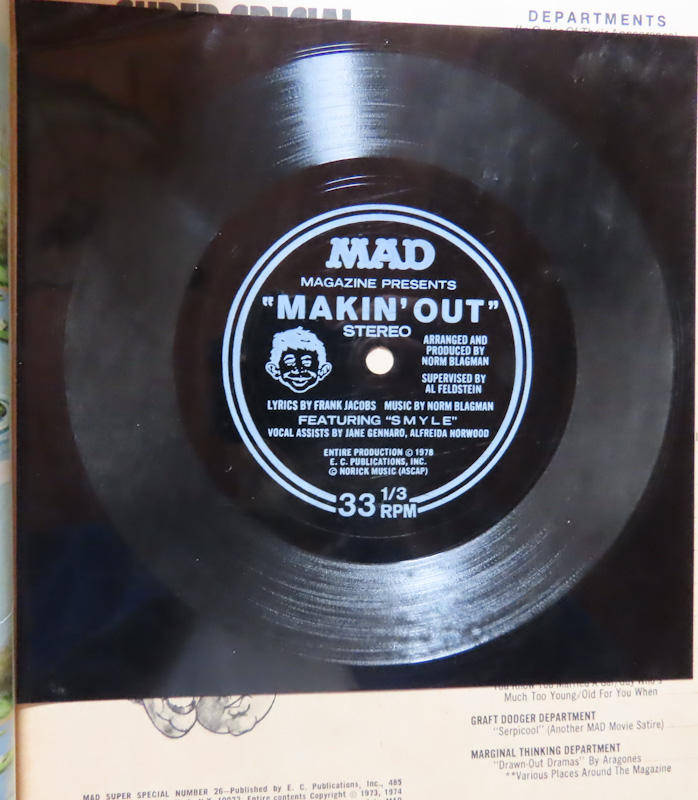 SUPER SPECIAL
DEPARTMENTS
MAD
MAGAZINE PRESENTS
"MAKIN' OUT"
STEREO
ARRANGED AND
PRODUCED BY
NORM BLAGMAN
SUPERVISED BY
AL FELDSTEIN
LYRICS BY FRANK JACOBS MUSIC BY NORM BLAGMAN
FEATURING "SMYLE"
VOCAL ASSISTS BY JANE GENNARO, ALFREIDA NORWOOD
ENTIRE PRODUCTION © 1978
E. C. PUBLICATIONS, INC.
© NORICK MUSIC (ASCAP)
33 1/3 RPM
Much Too Young/Old For You When
GRAFT DODGER DEPARTMENT
"Serpicool" (Another MAD Movie Satire)
MARGINAL THINKING DEPARTMENT
"Drawn-Out Dramas" By Aragones
**Various Places Around The Magazine
MAD SUPER SPECIAL NUMBER 26—Published by E. C. Publications, Inc., 485
Entire contents Copyright © 1973, 1974